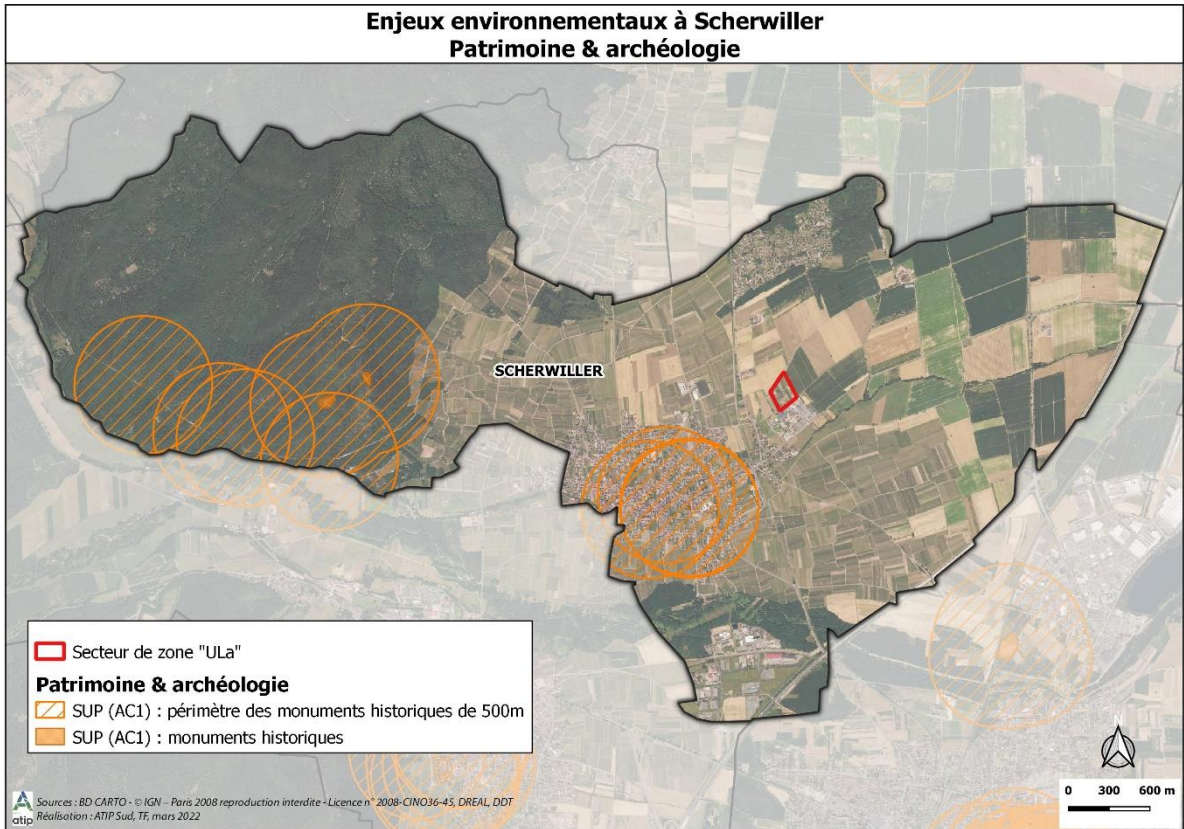 Enjeux environnementaux à Scherwiller
Patrimoine & archéologie
SCHERWILLER
Secteur de zone "ULa"
Patrimoine & archéologie
SUP (AC1) : périmètre des monuments historiques de 500m
SUP (AC1) : monuments historiques
N
0 300 600 m
atip
Sources : BD CARTO - © IGN – Paris 2008 reproduction interdite - Licence n° 2008-CINO36-45, DREAL, DDT
Réalisation : ATIP Sud, TF, mars 2022